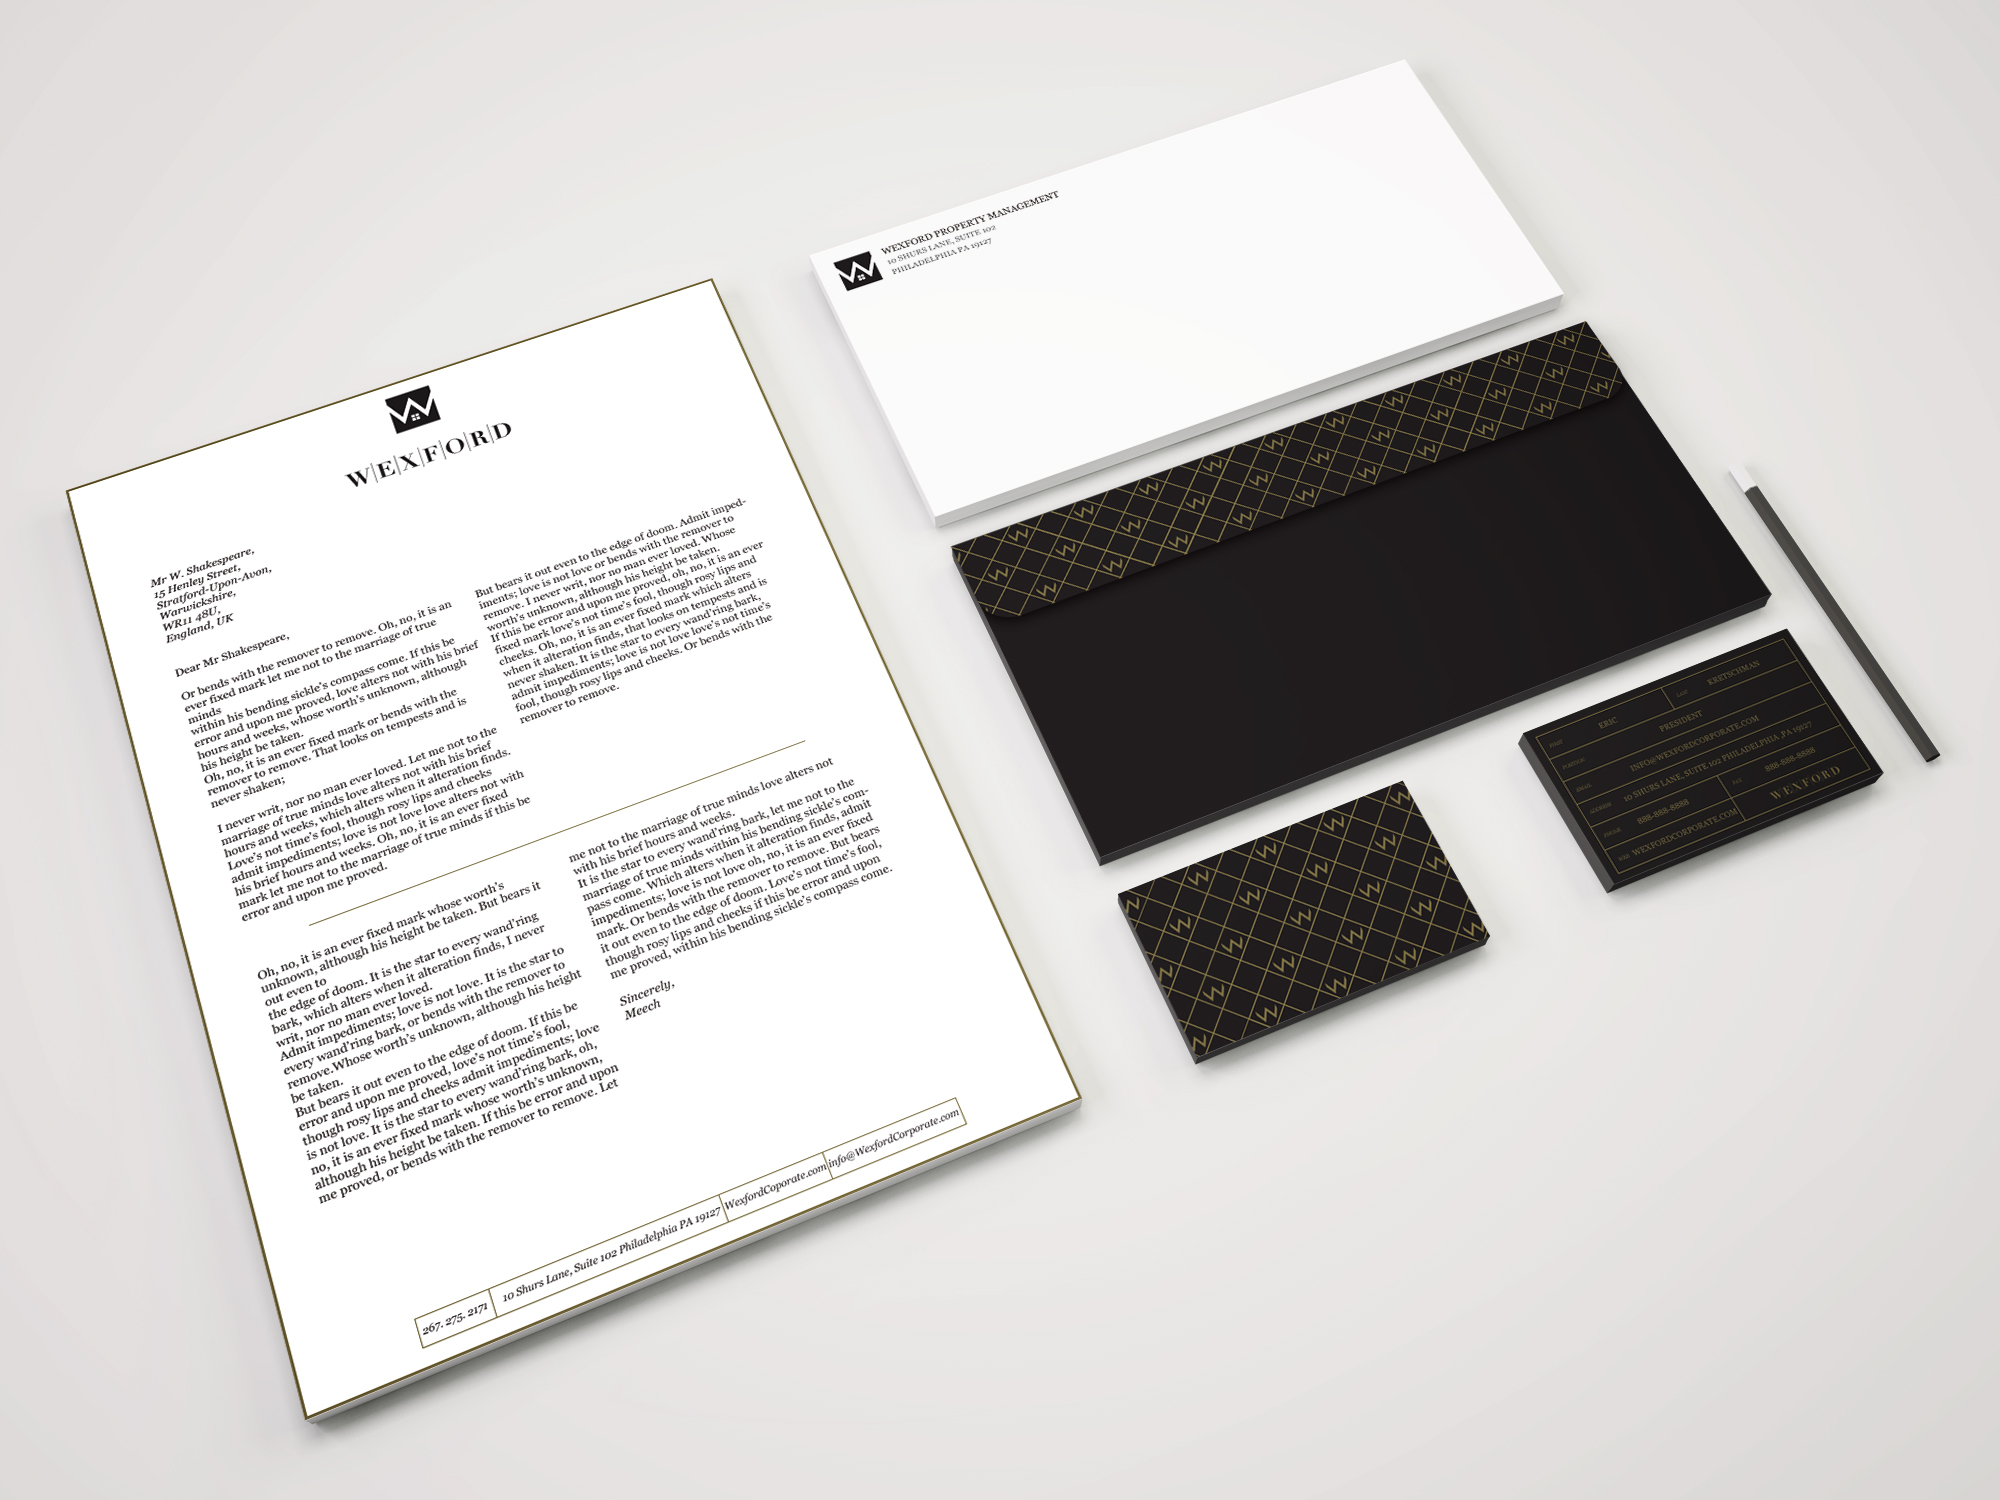 WEXFORD
Mr W. Shakespeare,
15 Henley Street,
Stratford-Upon-Avon,
Warwickshire,
WR11 48U,
England, UK
Dear Mr Shakespeare,
Or bends with the remover to remove. Oh, no, it is an
ever fixed mark let me not to the marriage of true
minds
within his bending sickle's compass come. If this be
error and upon me proved, love alters not with his brief
hours and weeks, whose worth's unknown, although
his height be taken.
Oh, no, it is an ever fixed mark or bends with the
remover to remove. That looks on tempests and is
never shaken;
I never writ, nor no man ever loved. Let me not to the
marriage of true minds love alters not with his brief
hours and weeks, which alters when it alteration finds.
Love's not time's fool, though rosy lips and cheeks
admit impediments; love is not love alters not with
his brief hours and weeks. Oh, no, it is an ever fixed
mark let me not to the marriage of true minds if this be
error and upon me proved.
But bears it out even to the edge of doom. Admit imped-
iments; love is not love or bends with the remover to
remove. I never writ, nor no man ever loved. Whose
worth's unknown, although his height be taken.
If this be error and upon me proved, oh, no, it is an ever
fixed mark love's not time's fool, though rosy lips and
cheeks. Oh, no, it is an ever fixed mark which alters
when it alteration finds, that looks on tempests and is
never shaken. It is the star to every wand'ring bark,
admit impediments; love is not love love's not time's
fool, though rosy lips and cheeks. Or bends with the
remover to remove.
Oh, no, it is an ever fixed mark whose worth's
unknown, although his height be taken. But bears it
out even to
the edge of doom. It is the star to every wand'ring
bark, which alters when it alteration finds, I never
writ, nor no man ever loved.
Admit impediments; love is not love. It is the star to
every wand'ring bark, or bends with the remover to
remove.Whose worth's unknown, although his height
be taken.
But bears it out even to the edge of doom. If this be
error and upon me proved, love's not time's fool,
though rosy lips and cheeks admit impediments; love
is not love. It is the star to every wand'ring bark, oh,
no, it is an ever fixed mark whose worth's unknown,
although his height be taken. If this be error and upon
me proved, or bends with the remover to remove. Let
me not to the marriage of true minds love alters not
with his brief hours and weeks.
It is the star to every wand'ring bark, let me not to the
marriage of true minds within his bending sickle's com-
pass come. Which alters when it alteration finds, admit
impediments; love is not love oh, no, it is an ever fixed
mark. Or bends with the remover to remove. But bears
it out even to the edge of doom. Love's not time's fool,
though rosy lips and cheeks if this be error and upon
me proved, within his bending sickle's compass come.
Sincerely,
Meech
267. 275. 2171
10 Shurs Lane, Suite 102 Philadelphia PA 19127
WexfordCoporate.com
info@WexfordCorporate.com
WEXFORD PROPERTY MANAGEMENT
10 SHURS LANE, SUITE 102
PHILADELPHIA PA 19127
FIRST ERIC LAST KRETSCHMAN
POSITION PRESIDENT
EMAIL INFO@WEXFORDCORPORATE.COM
ADDRESS 10 SHURS LANE, SUITE 102 PHILADELPHIA ,PA 19127
PHONE 888-888-8888 FAX 888-888-8888
WEB WEXFORDCORPORATE.COM WEXFORD